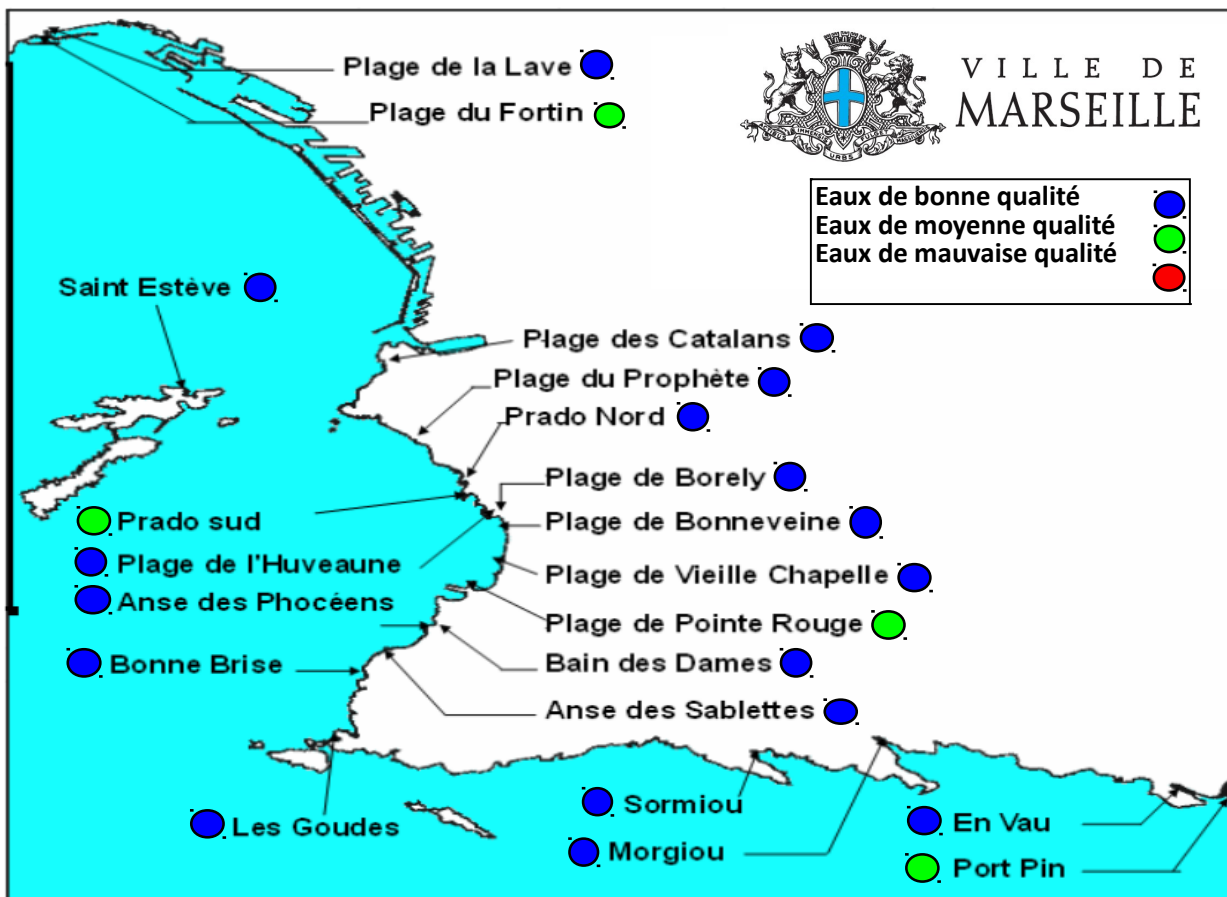 Plage de la Lave
Plage du Fortin
VILLE DE
MARSEILLE
Eaux de bonne qualité
Eaux de moyenne qualité
Eaux de mauvaise qualité
Saint Estève
Plage des Catalans
Plage du Prophète
Prado Nord
Plage de Borely
Prado sud
Plage de Bonneveine
Plage de l'Huveaune
Plage de Vieille Chapelle
Anse des Phocéens
Plage de Pointe Rouge
Bonne Brise
Bain des Dames
Anse des Sablettes
Les Goudes
Sormiou
Morgiou
En Vau
Port Pin